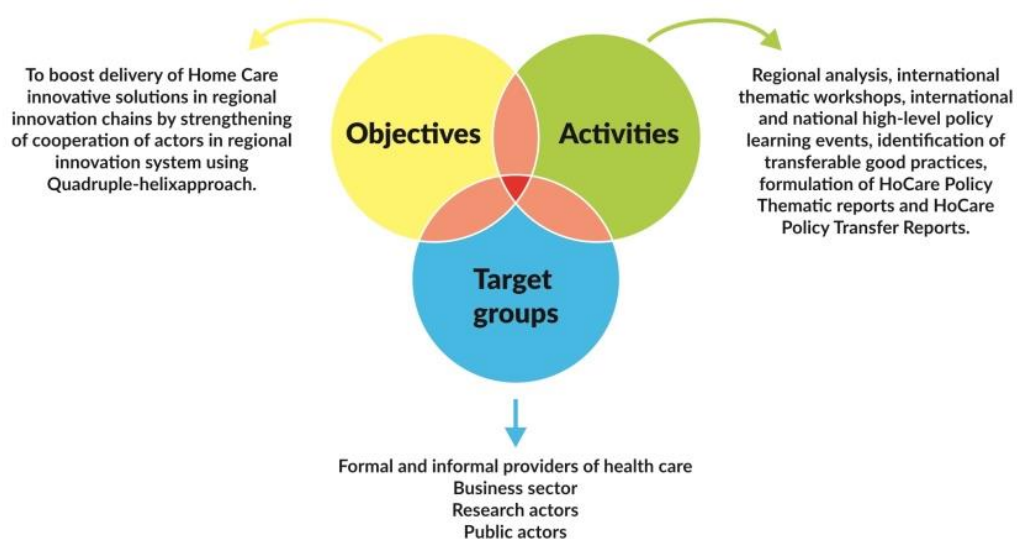 To boost delivery of Home Care
innovative solutions in regional
innovation chains by strengthening
of cooperation of actors in regional
innovation system using
Quadruple-helixapproach.
Objectives
Activities
Regional analysis, international
thematic workshops, international
and national high-level policy
learning events, identification of
transferable good practices,
formulation of HoCare Policy
Thematic reports and HoCare
Policy Transfer Reports.
Target
groups
Formal and informal providers of health care
Business sector
Research actors
Public actors